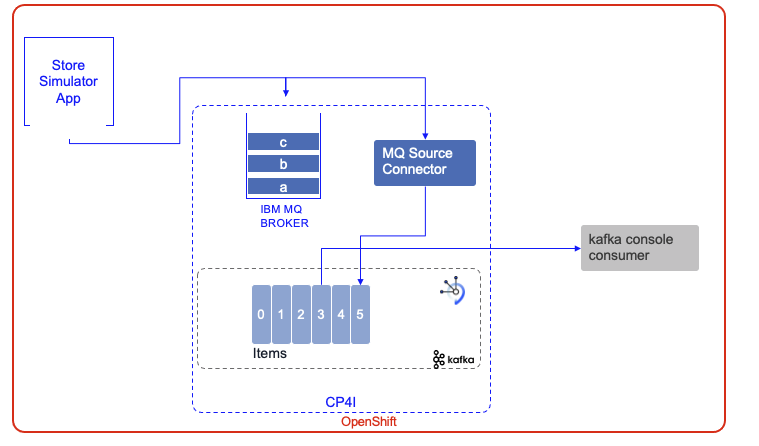 Store
Simulator
App
c
b
a
IBM MQ
BROKER
MQ Source
Connector
kafka console
consumer
0 1 2 3 4 5
Items
kafka
CP4I
OpenShift